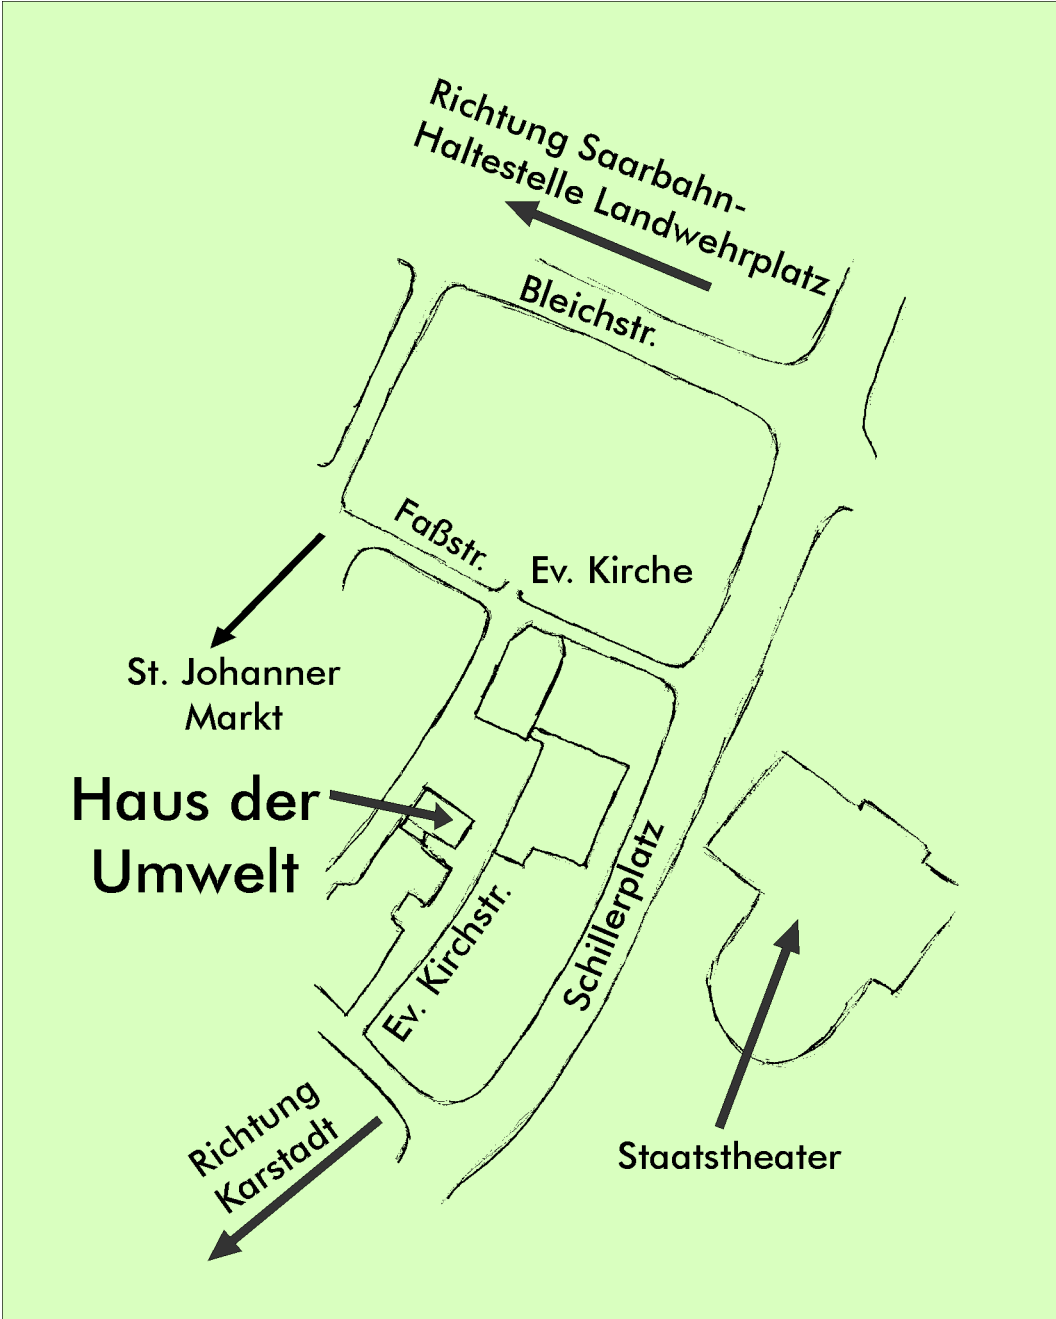 Richtung Saarbahn-
Haltestelle Landwehrplatz
Bleichstr.
Faßstr.
Ev. Kirche
St. Johanner
Markt
Haus der
Umwelt
Ev. Kirchstr.
Schillerplatz
Richtung
Karstadt
Staatstheater